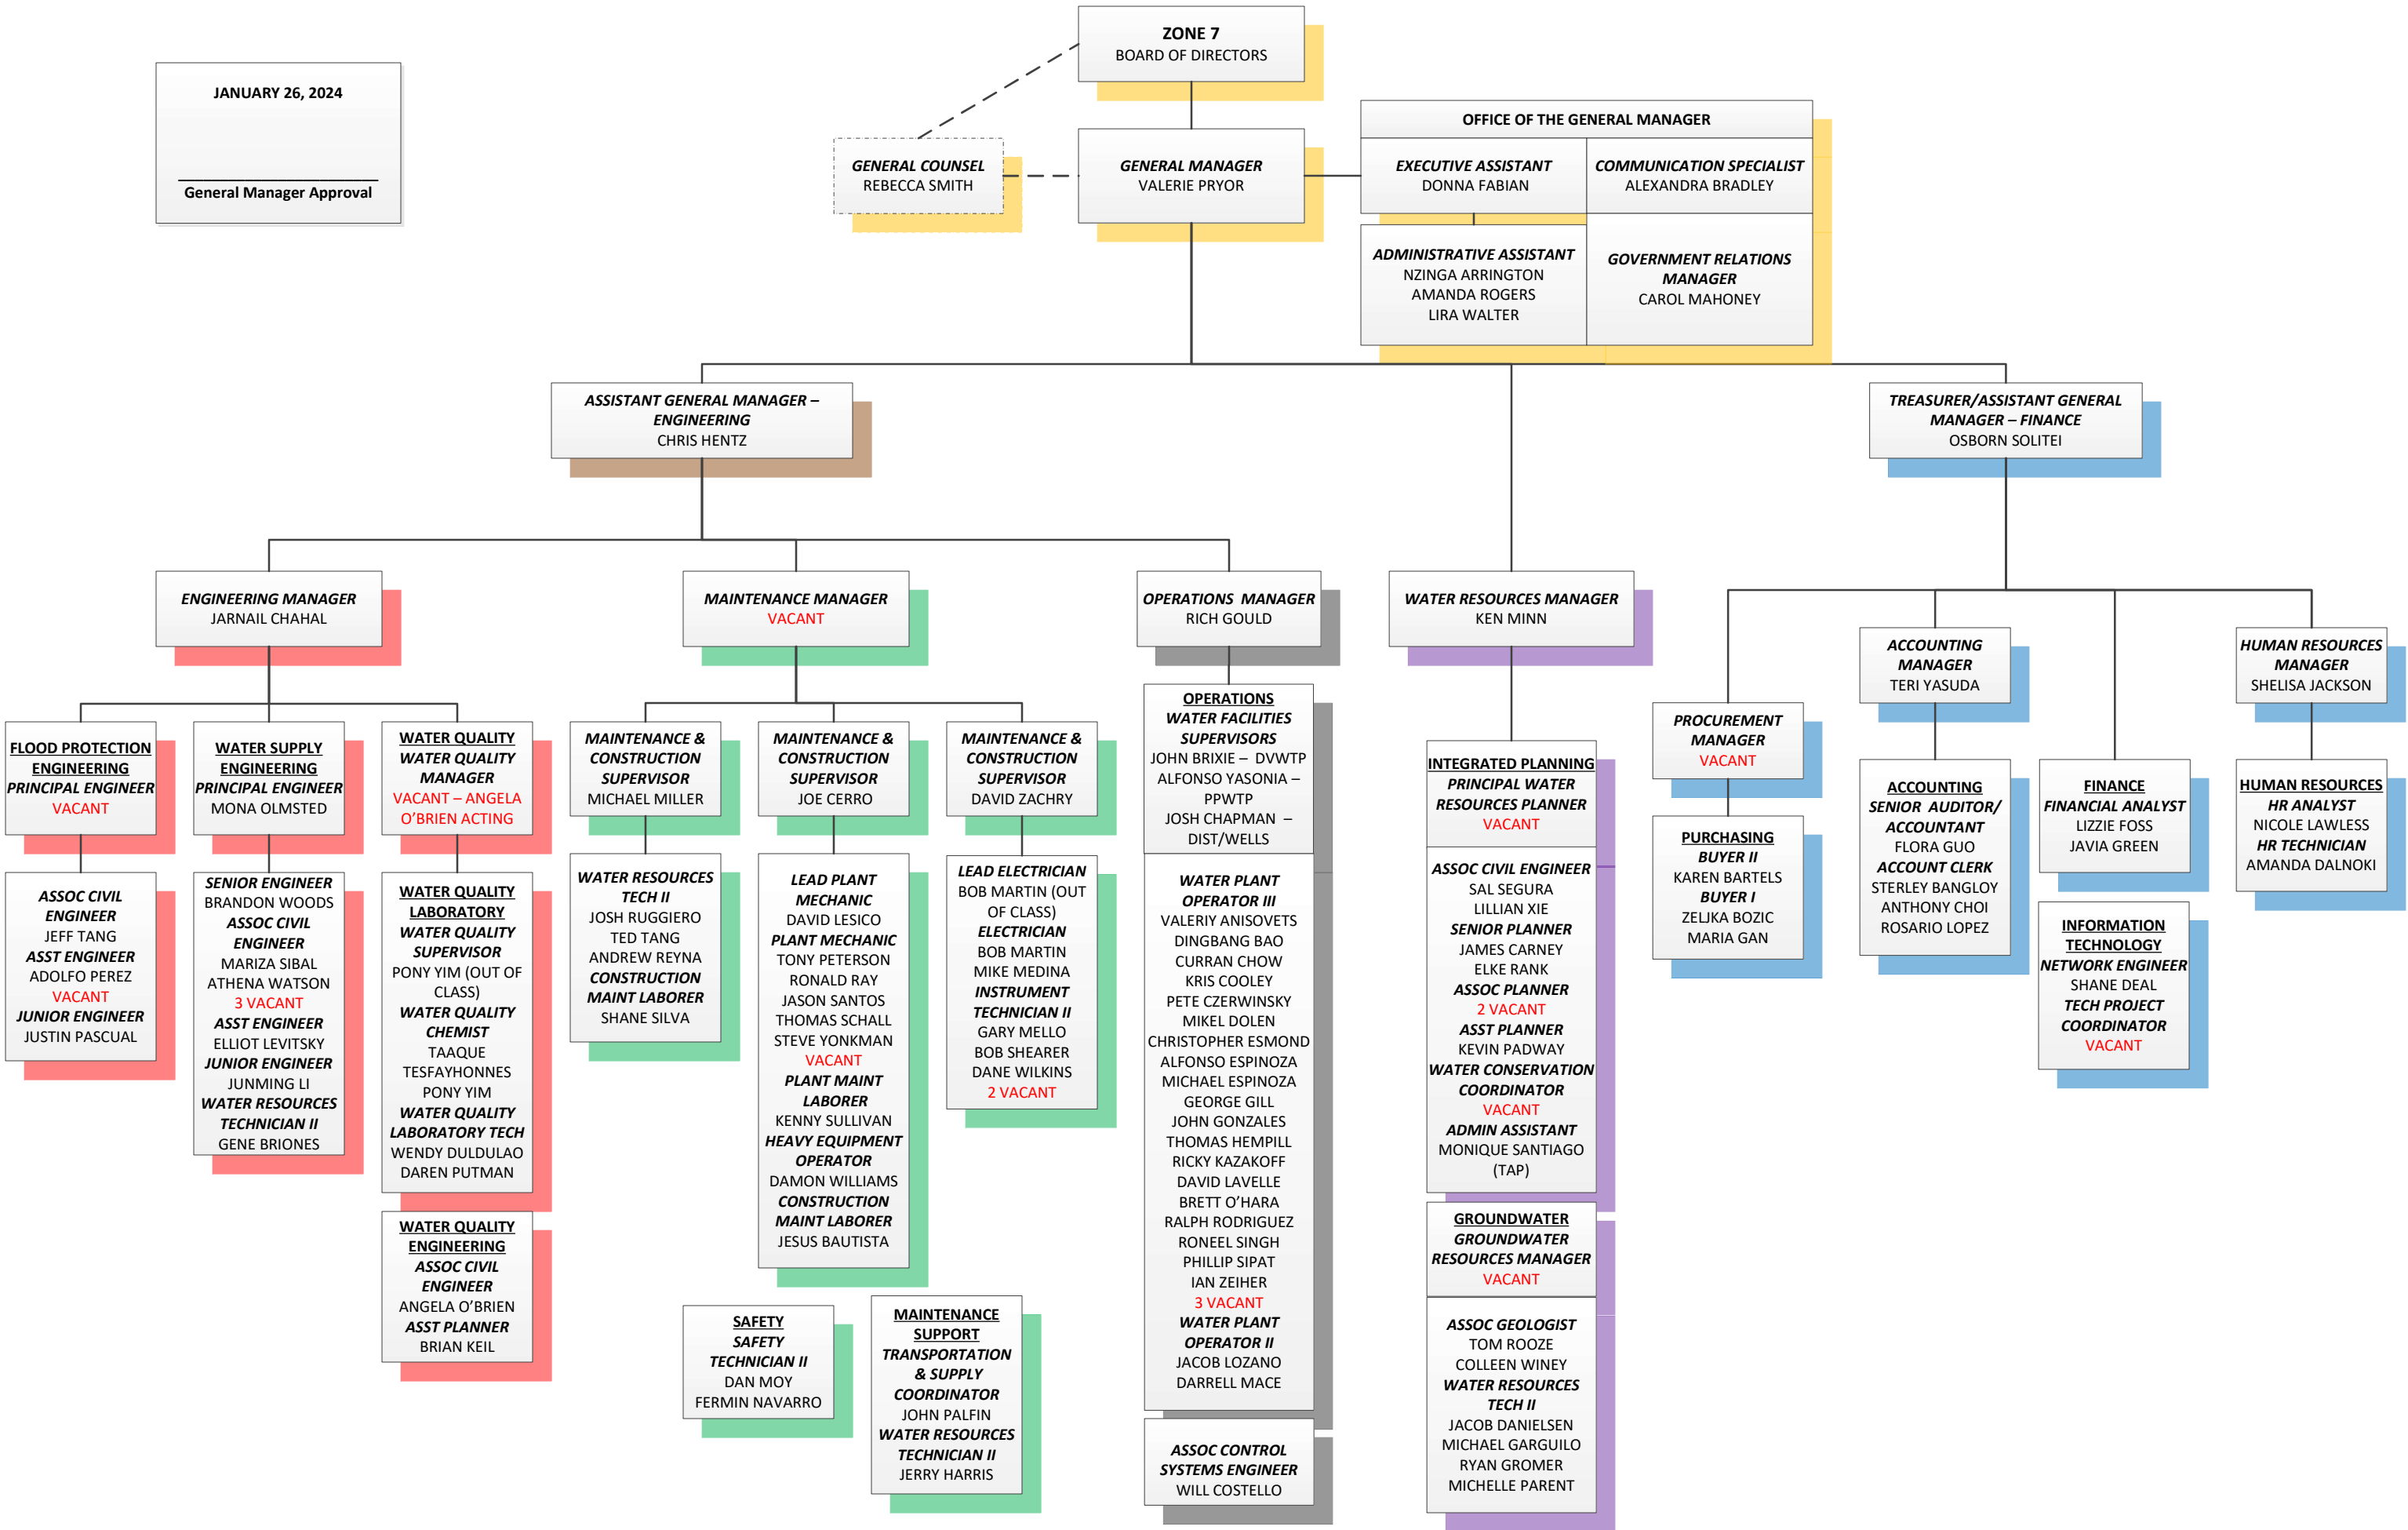 JANUARY 26, 2024
General Manager Approval
ZONE 7
BOARD OF DIRECTORS
GENERAL COUNSEL
REBECCA SMITH
GENERAL MANAGER
VALERIE PRYOR
OFFICE OF THE GENERAL MANAGER
EXECUTIVE ASSISTANT
DONNA FABIAN
COMMUNICATION SPECIALIST
ALEXANDRA BRADLEY
ADMINISTRATIVE ASSISTANT
NZINGA ARRINGTON
AMANDA ROGERS
LIRA WALTER
GOVERNMENT RELATIONS
MANAGER
CAROL MAHONEY
ASSISTANT GENERAL MANAGER –
ENGINEERING
CHRIS HENTZ
TREASURER/ASSISTANT GENERAL
MANAGER – FINANCE
OSBORN SOLITEI
ENGINEERING MANAGER
JARNAIL CHAHAL
MAINTENANCE MANAGER
VACANT
OPERATIONS  MANAGER
RICH GOULD
WATER RESOURCES MANAGER
KEN MINN
FLOOD PROTECTION
ENGINEERING
PRINCIPAL ENGINEER
VACANT
ASSOC CIVIL
ENGINEER
JEFF TANG
ASST ENGINEER
ADOLFO PEREZ
VACANT
JUNIOR ENGINEER
JUSTIN PASCUAL
WATER SUPPLY
ENGINEERING
PRINCIPAL ENGINEER
MONA OLMSTED
SENIOR ENGINEER
BRANDON WOODS
ASSOC CIVIL
ENGINEER
MARIZA SIBAL
ATHENA WATSON
3 VACANT
ASST ENGINEER
ELLIOT LEVITSKY
JUNIOR ENGINEER
JUNMING LI
WATER RESOURCES
TECHNICIAN II
GENE BRIONES
WATER QUALITY
WATER QUALITY
MANAGER
VACANT – ANGELA
O’BRIEN ACTING
WATER QUALITY
LABORATORY
WATER QUALITY
SUPERVISOR
PONY YIM (OUT OF
CLASS)
WATER QUALITY
CHEMIST
TAAQUE
TESFAYHONNES
PONY YIM
WATER QUALITY
LABORATORY TECH
WENDY DULDULAO
DAREN PUTMAN
WATER QUALITY
ENGINEERING
ASSOC CIVIL
ENGINEER
ANGELA O’BRIEN
ASST PLANNER
BRIAN KEIL
MAINTENANCE &
CONSTRUCTION
SUPERVISOR
MICHAEL MILLER
WATER RESOURCES
TECH II
JOSH RUGGIERO
TED TANG
ANDREW REYNA
CONSTRUCTION
MAINT LABORER
SHANE SILVA
MAINTENANCE &
CONSTRUCTION
SUPERVISOR
JOE CERRO
LEAD PLANT
MECHANIC
DAVID LESICO
PLANT MECHANIC
TONY PETERSON
RONALD RAY
JASON SANTOS
THOMAS SCHALL
STEVE YONKMAN
VACANT
PLANT MAINT
LABORER
KENNY SULLIVAN
HEAVY EQUIPMENT
OPERATOR
DAMON WILLIAMS
CONSTRUCTION
MAINT LABORER
JESUS BAUTISTA
MAINTENANCE &
CONSTRUCTION
SUPERVISOR
DAVID ZACHRY
LEAD ELECTRICIAN
BOB MARTIN (OUT
OF CLASS)
ELECTRICIAN
BOB MARTIN
MIKE MEDINA
INSTRUMENT
TECHNICIAN II
GARY MELLO
BOB SHEARER
DANE WILKINS
2 VACANT
SAFETY
SAFETY
TECHNICIAN II
DAN MOY
FERMIN NAVARRO
MAINTENANCE
SUPPORT
TRANSPORTATION
& SUPPLY
COORDINATOR
JOHN PALFIN
WATER RESOURCES
TECHNICIAN II
JERRY HARRIS
OPERATIONS
WATER FACILITIES
SUPERVISORS
JOHN BRIXIE –  DVWTP
ALFONSO YASONIA –
PPWTP
JOSH CHAPMAN  –
DIST/WELLS
WATER PLANT
OPERATOR III
VALERIY ANISOVETS
DINGBANG BAO
CURRAN CHOW
KRIS COOLEY
PETE CZERWINSKY
MIKEL DOLEN
CHRISTOPHER ESMOND
ALFONSO ESPINOZA
MICHAEL ESPINOZA
GEORGE GILL
JOHN GONZALES
THOMAS HEMPILL
RICKY KAZAKOFF
DAVID LAVELLE
BRETT O’HARA
RALPH RODRIGUEZ
RONEEL SINGH
PHILLIP SIPAT
IAN ZEIHER
3 VACANT
WATER PLANT
OPERATOR II
JACOB LOZANO
DARRELL MACE
ASSOC CONTROL
SYSTEMS ENGINEER
WILL COSTELLO
INTEGRATED PLANNING
PRINCIPAL WATER
RESOURCES PLANNER
VACANT
ASSOC CIVIL ENGINEER
SAL SEGURA
LILLIAN XIE
SENIOR PLANNER
JAMES CARNEY
ELKE RANK
ASSOC PLANNER
2 VACANT
ASST PLANNER
KEVIN PADWAY
WATER CONSERVATION
COORDINATOR
VACANT
ADMIN ASSISTANT
MONIQUE SANTIAGO
(TAP)
GROUNDWATER
GROUNDWATER
RESOURCES MANAGER
VACANT
ASSOC GEOLOGIST
TOM ROOZE
COLLEEN WINEY
WATER RESOURCES
TECH II
JACOB DANIELSEN
MICHAEL GARGUILO
RYAN GROMER
MICHELLE PARENT
PROCUREMENT
MANAGER
VACANT
PURCHASING
BUYER II
KAREN BARTELS
BUYER I
ZELJKA BOZIC
MARIA GAN
ACCOUNTING
MANAGER
TERI YASUDA
ACCOUNTING
SENIOR  AUDITOR/
ACCOUNTANT
FLORA GUO
ACCOUNT CLERK
STERLEY BANGLOY
ANTHONY CHOI
ROSARIO LOPEZ
FINANCE
FINANCIAL ANALYST
LIZZIE FOSS
JAVIA GREEN
INFORMATION
TECHNOLOGY
NETWORK ENGINEER
SHANE DEAL
TECH PROJECT
COORDINATOR
VACANT
HUMAN RESOURCES
MANAGER
SHELISA JACKSON
HUMAN RESOURCES
HR ANALYST
NICOLE LAWLESS
HR TECHNICIAN
AMANDA DALNOKI